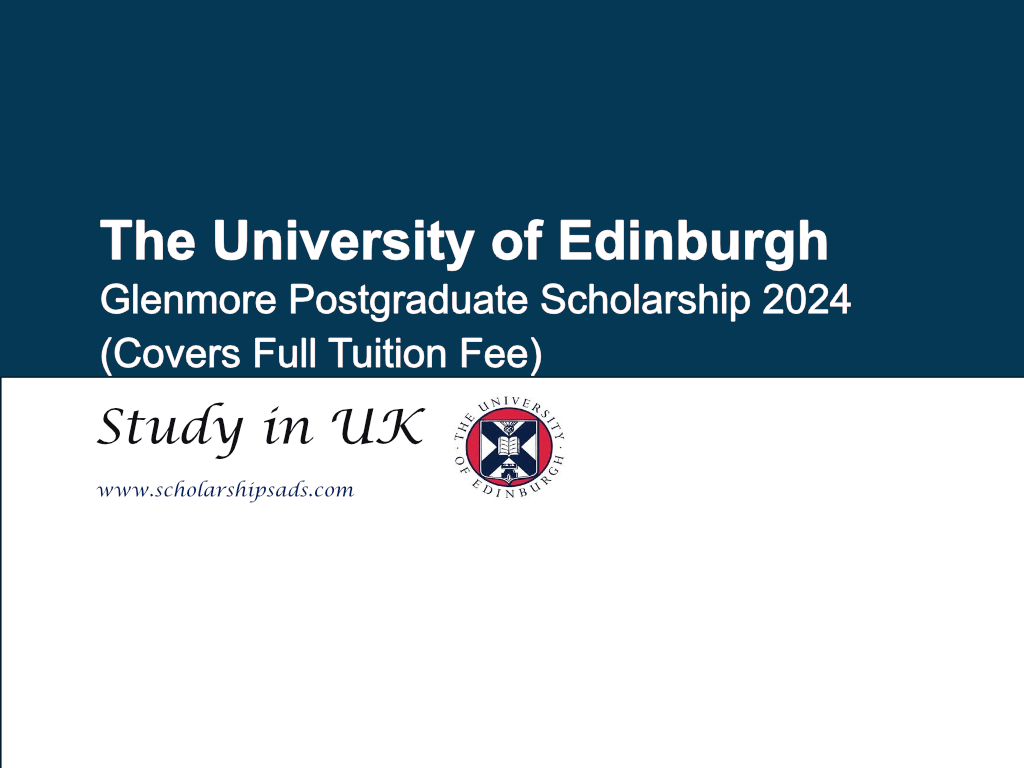 The University of Edinburgh
Glenmore Postgraduate Scholarship 2024
(Covers Full Tuition Fee)
Study in UK
THE UNIVERSITY OF EDINBURGH
www.scholarshipsads.com